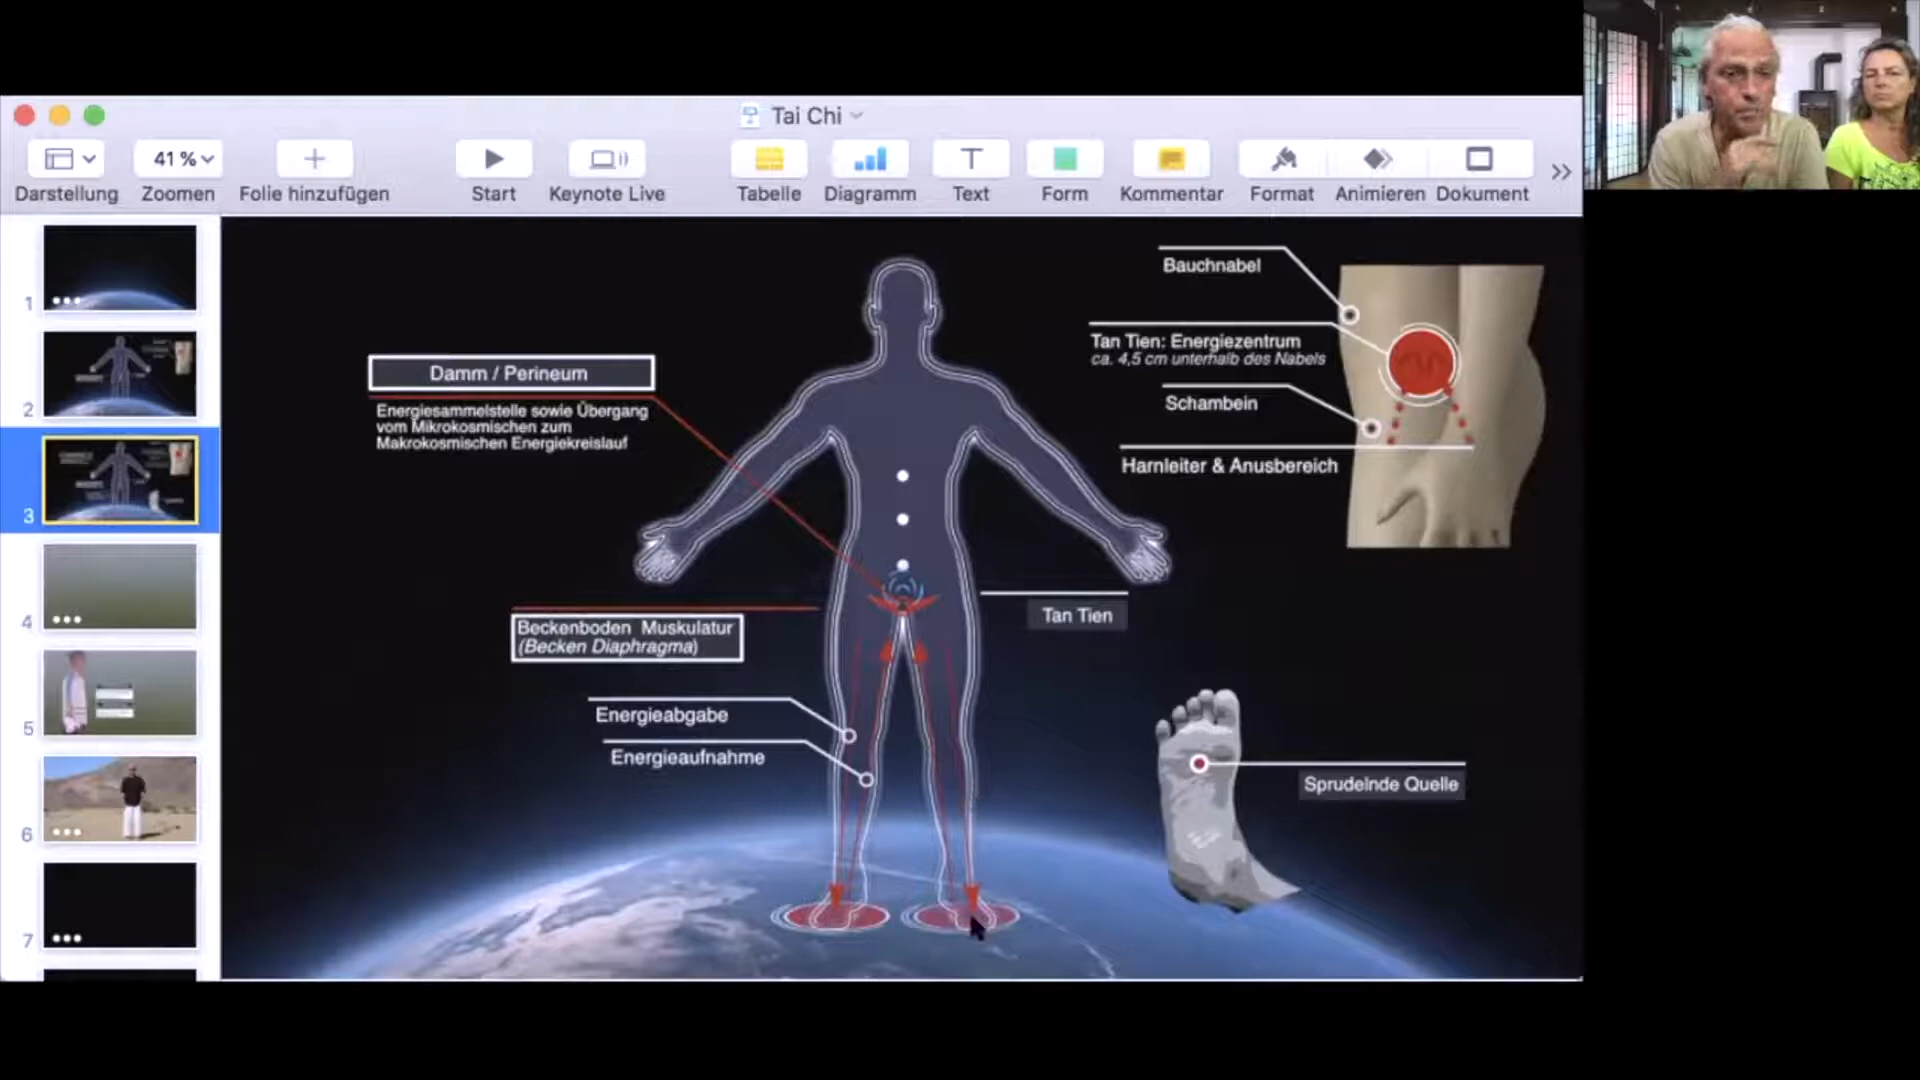 Tai Chi
41 %
Darstellung
Zoomen
Folie hinzufügen
Start
Keynote Live
Tabelle
Diagramm
Text
Form
Kommentar
Format
Animieren
Dokument
1
2
3
4
5
6
7
Damm / Perineum
Energiesammelstelle sowie Übergang
vom Mikrokosmischen zum
Makrokosmischen Energiekreislauf
Beckenboden Muskulatur
(Becken Diaphragma)
Energieabgabe
Energieaufnahme
Bauchnabel
Tan Tien: Energiezentrum
ca. 4,5 cm unterhalb des Nabels
Schambein
Harnleiter & Anusbereich
Tan Tien
Sprudelnde Quelle